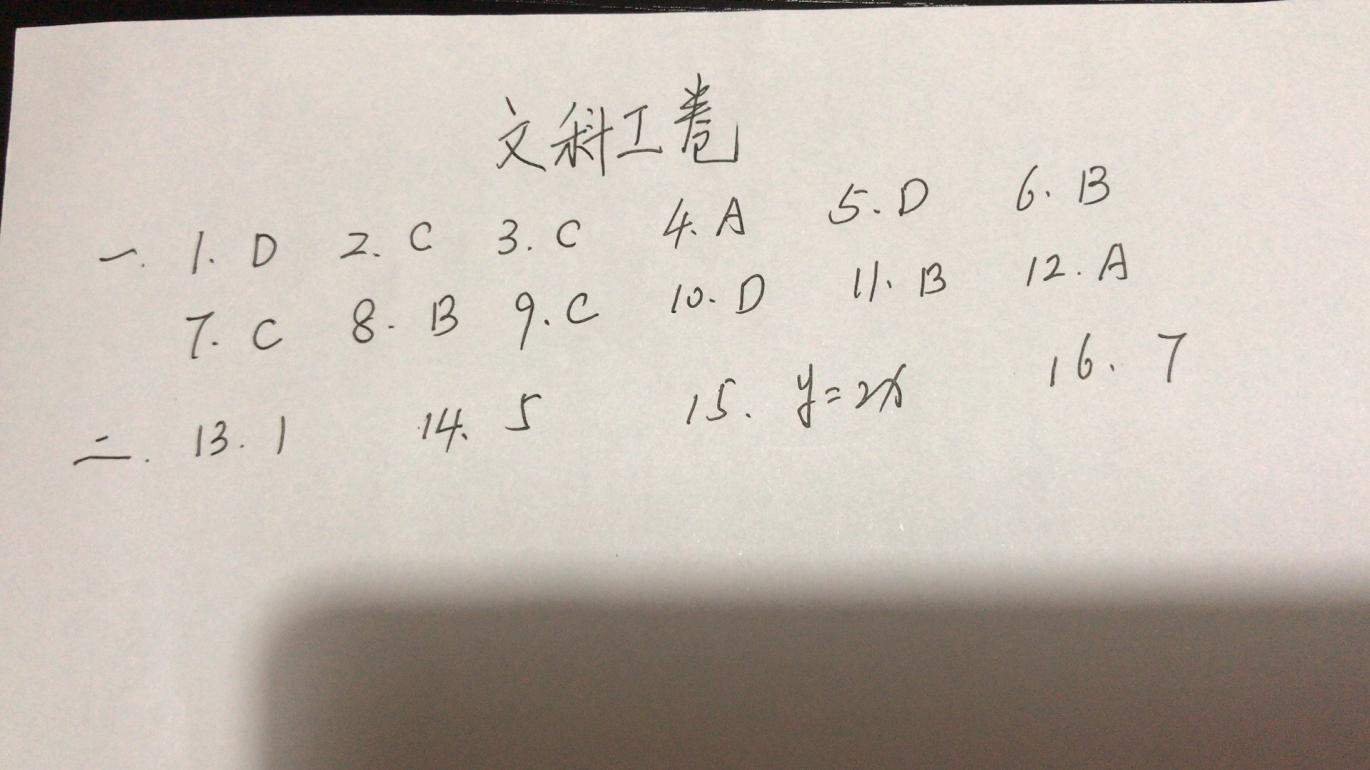 文科工卷
一. 1. D 2. C 3. C 4. A 5. D 6. B
7. C 8. B 9. C 10. D 11. B 12. A
二. 13. 1 14. 5 15. y=2x 16. 7